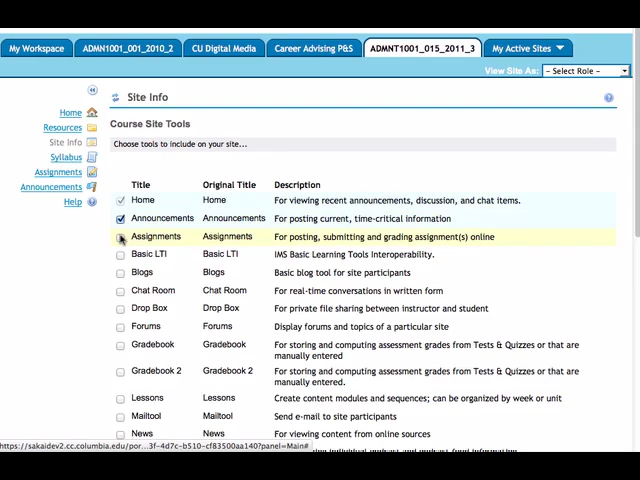 My Workspace ADMN1001_001_2010_2 CU Digital Media Career Advising P&S ADMNT1001_015_2011_3 My Active Sites
View Site As: - Select Role -
Home
Resources
Site Info
Syllabus
Assignments
Announcements
Help
Site Info
Course Site Tools
Choose tools to include on your site...
Title Original Title Description
Home Home For viewing recent announcements, discussion, and chat items.
Announcements Announcements For posting current, time-critical information
Assignments Assignments For posting, submitting and grading assignment(s) online
Basic LTI Basic LTI IMS Basic Learning Tools Interoperability.
Blogs Blogs Basic blog tool for site participants
Chat Room Chat Room For real-time conversations in written form
Drop Box Drop Box For private file sharing between instructor and student
Forums Forums Display forums and topics of a particular site
Gradebook Gradebook For storing and computing assessment grades from Tests & Quizzes or that are
manually entered
Gradebook 2 Gradebook 2 For storing and computing assessment grades from Tests & Quizzes or that are
manually entered.
Lessons Lessons Create content modules and sequences; can be organized by week or unit
Mailtool Mailtool Send e-mail to site participants
News News For viewing content from online sources
https://sakaidev2.cc.columbia.edu/por...3f-4d7c-b510-cf83500aa140?panel=Main#